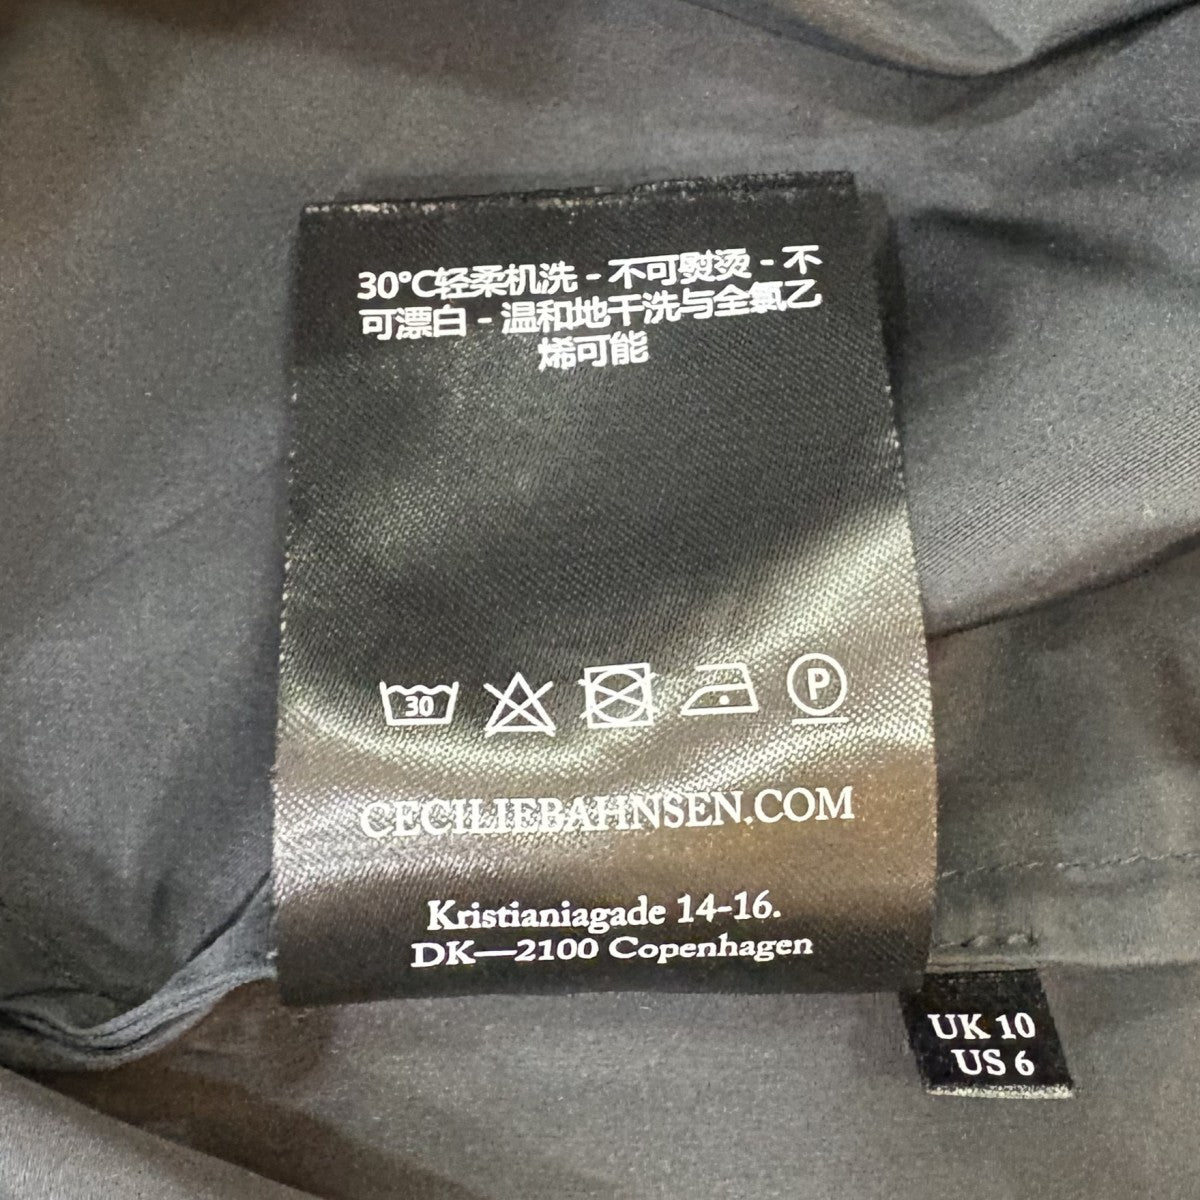 30°C轻柔机洗 - 不可熨烫 - 不
可漂白 - 温和地干洗与全氯乙
烯可能
30
P
CECILIEBAHNSEN.COM
Kristianiagade 14-16.
DK—2100 Copenhagen
UK 10
US 6